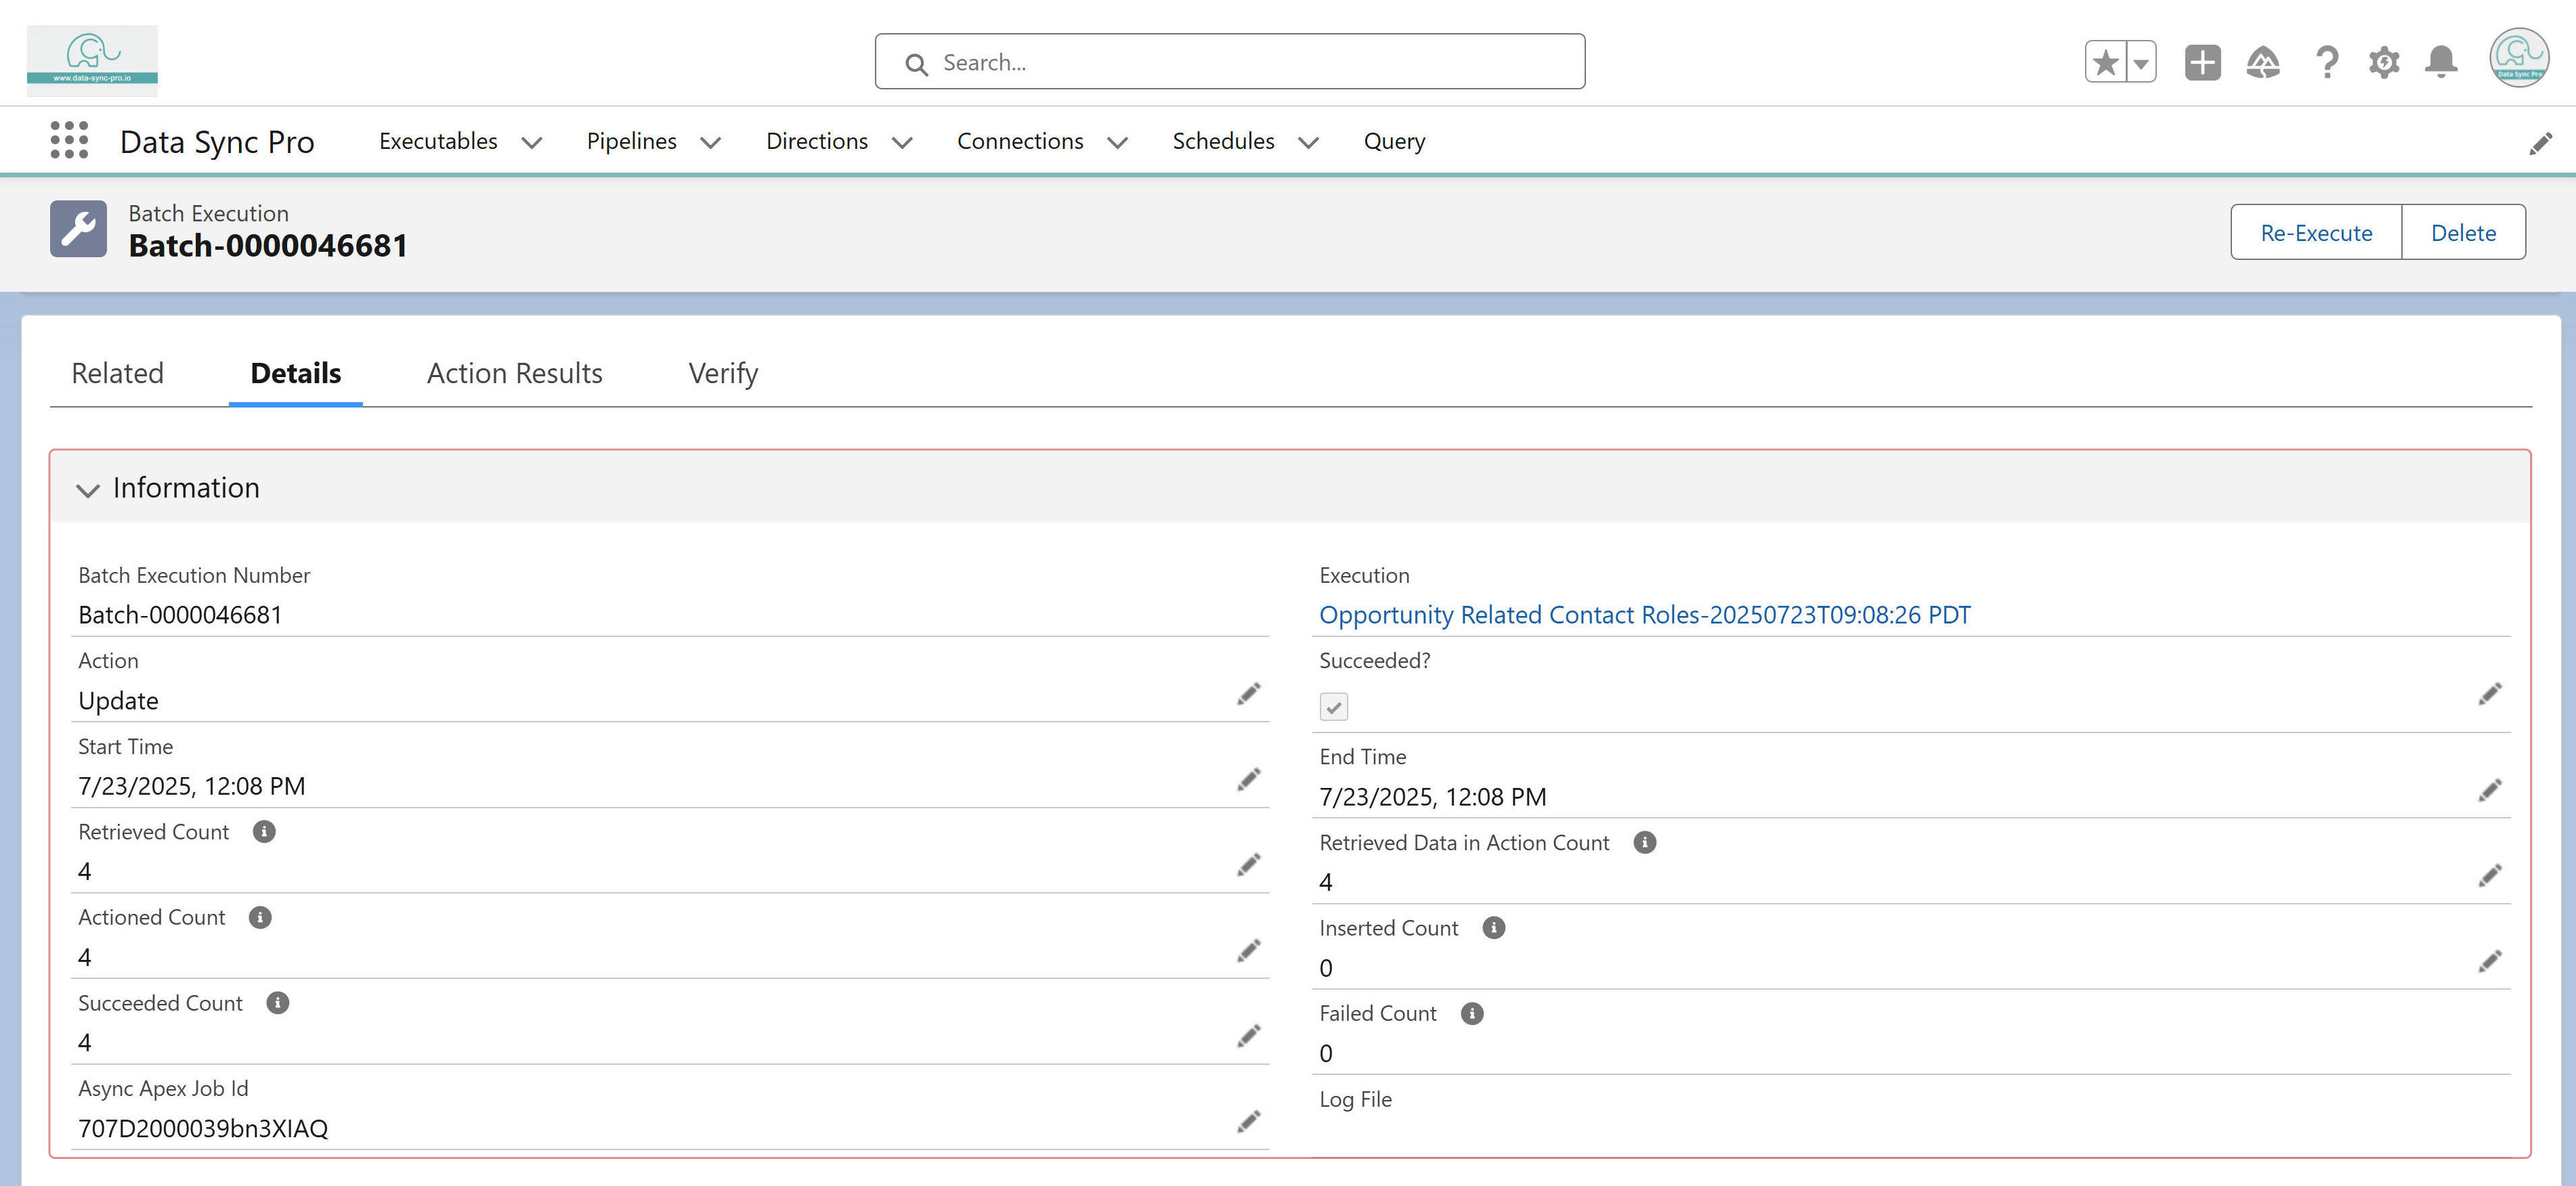 www.data-sync-pro.io
Search...
Data Sync Pro
Data Sync Pro
Executables
Pipelines
Directions
Connections
Schedules
Query
Batch Execution
Batch-0000046681
Re-Execute
Delete
Related
Details
Action Results
Verify
Information
Batch Execution Number
Batch-0000046681
Execution
Opportunity Related Contact Roles-20250723T09:08:26 PDT
Action
Update
Succeeded?
Start Time
7/23/2025, 12:08 PM
End Time
7/23/2025, 12:08 PM
Retrieved Count
4
Retrieved Data in Action Count
4
Actioned Count
4
Inserted Count
0
Succeeded Count
4
Failed Count
0
Async Apex Job Id
707D2000039bn3XIAQ
Log File